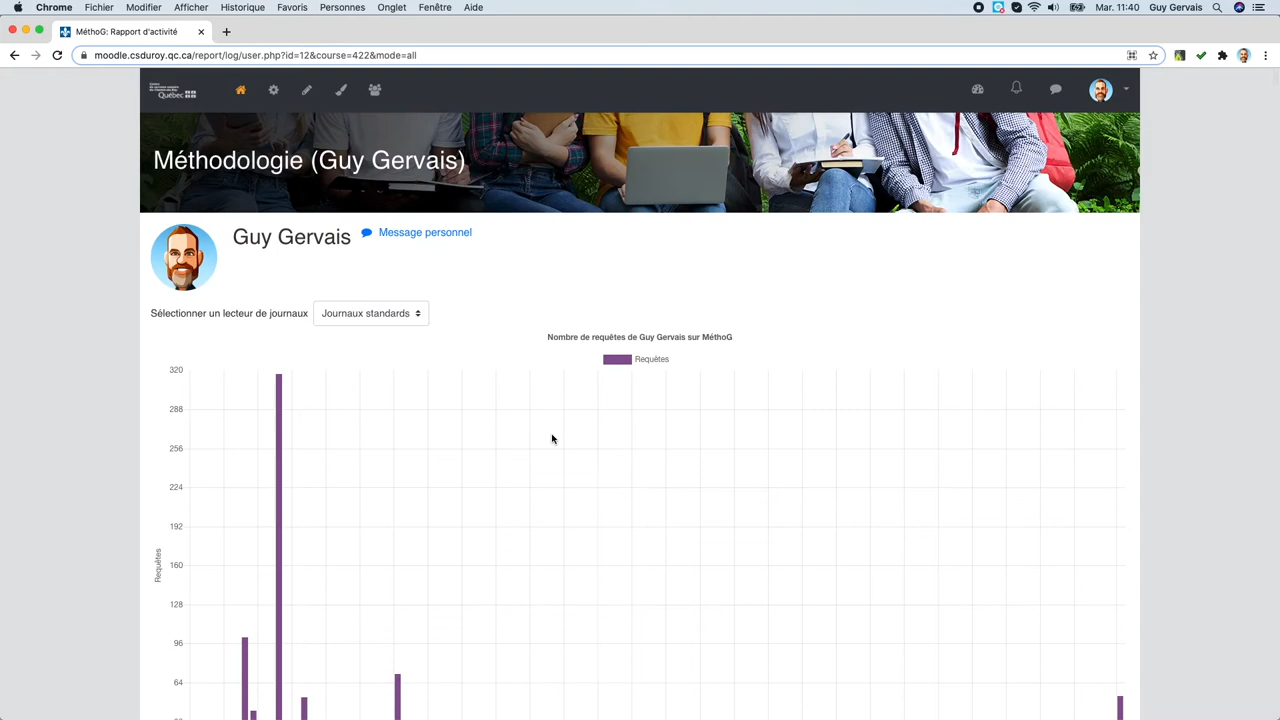 Chrome Fichier Modifier Afficher Historique Favoris Personnes Onglet Fenêtre Aide Mar. 11:40 Guy Gervais
MéthoG: Rapport d'activité
moodle.csduroy.qc.ca/report/log/user.php?id=12&course=422&mode=all
Québec
Méthodologie (Guy Gervais)
Guy Gervais Message personnel
Sélectionner un lecteur de journaux Journaux standards
Nombre de requêtes de Guy Gervais sur MéthoG
Requêtes
320
288
256
224
192
160
Requêtes
128
96
64